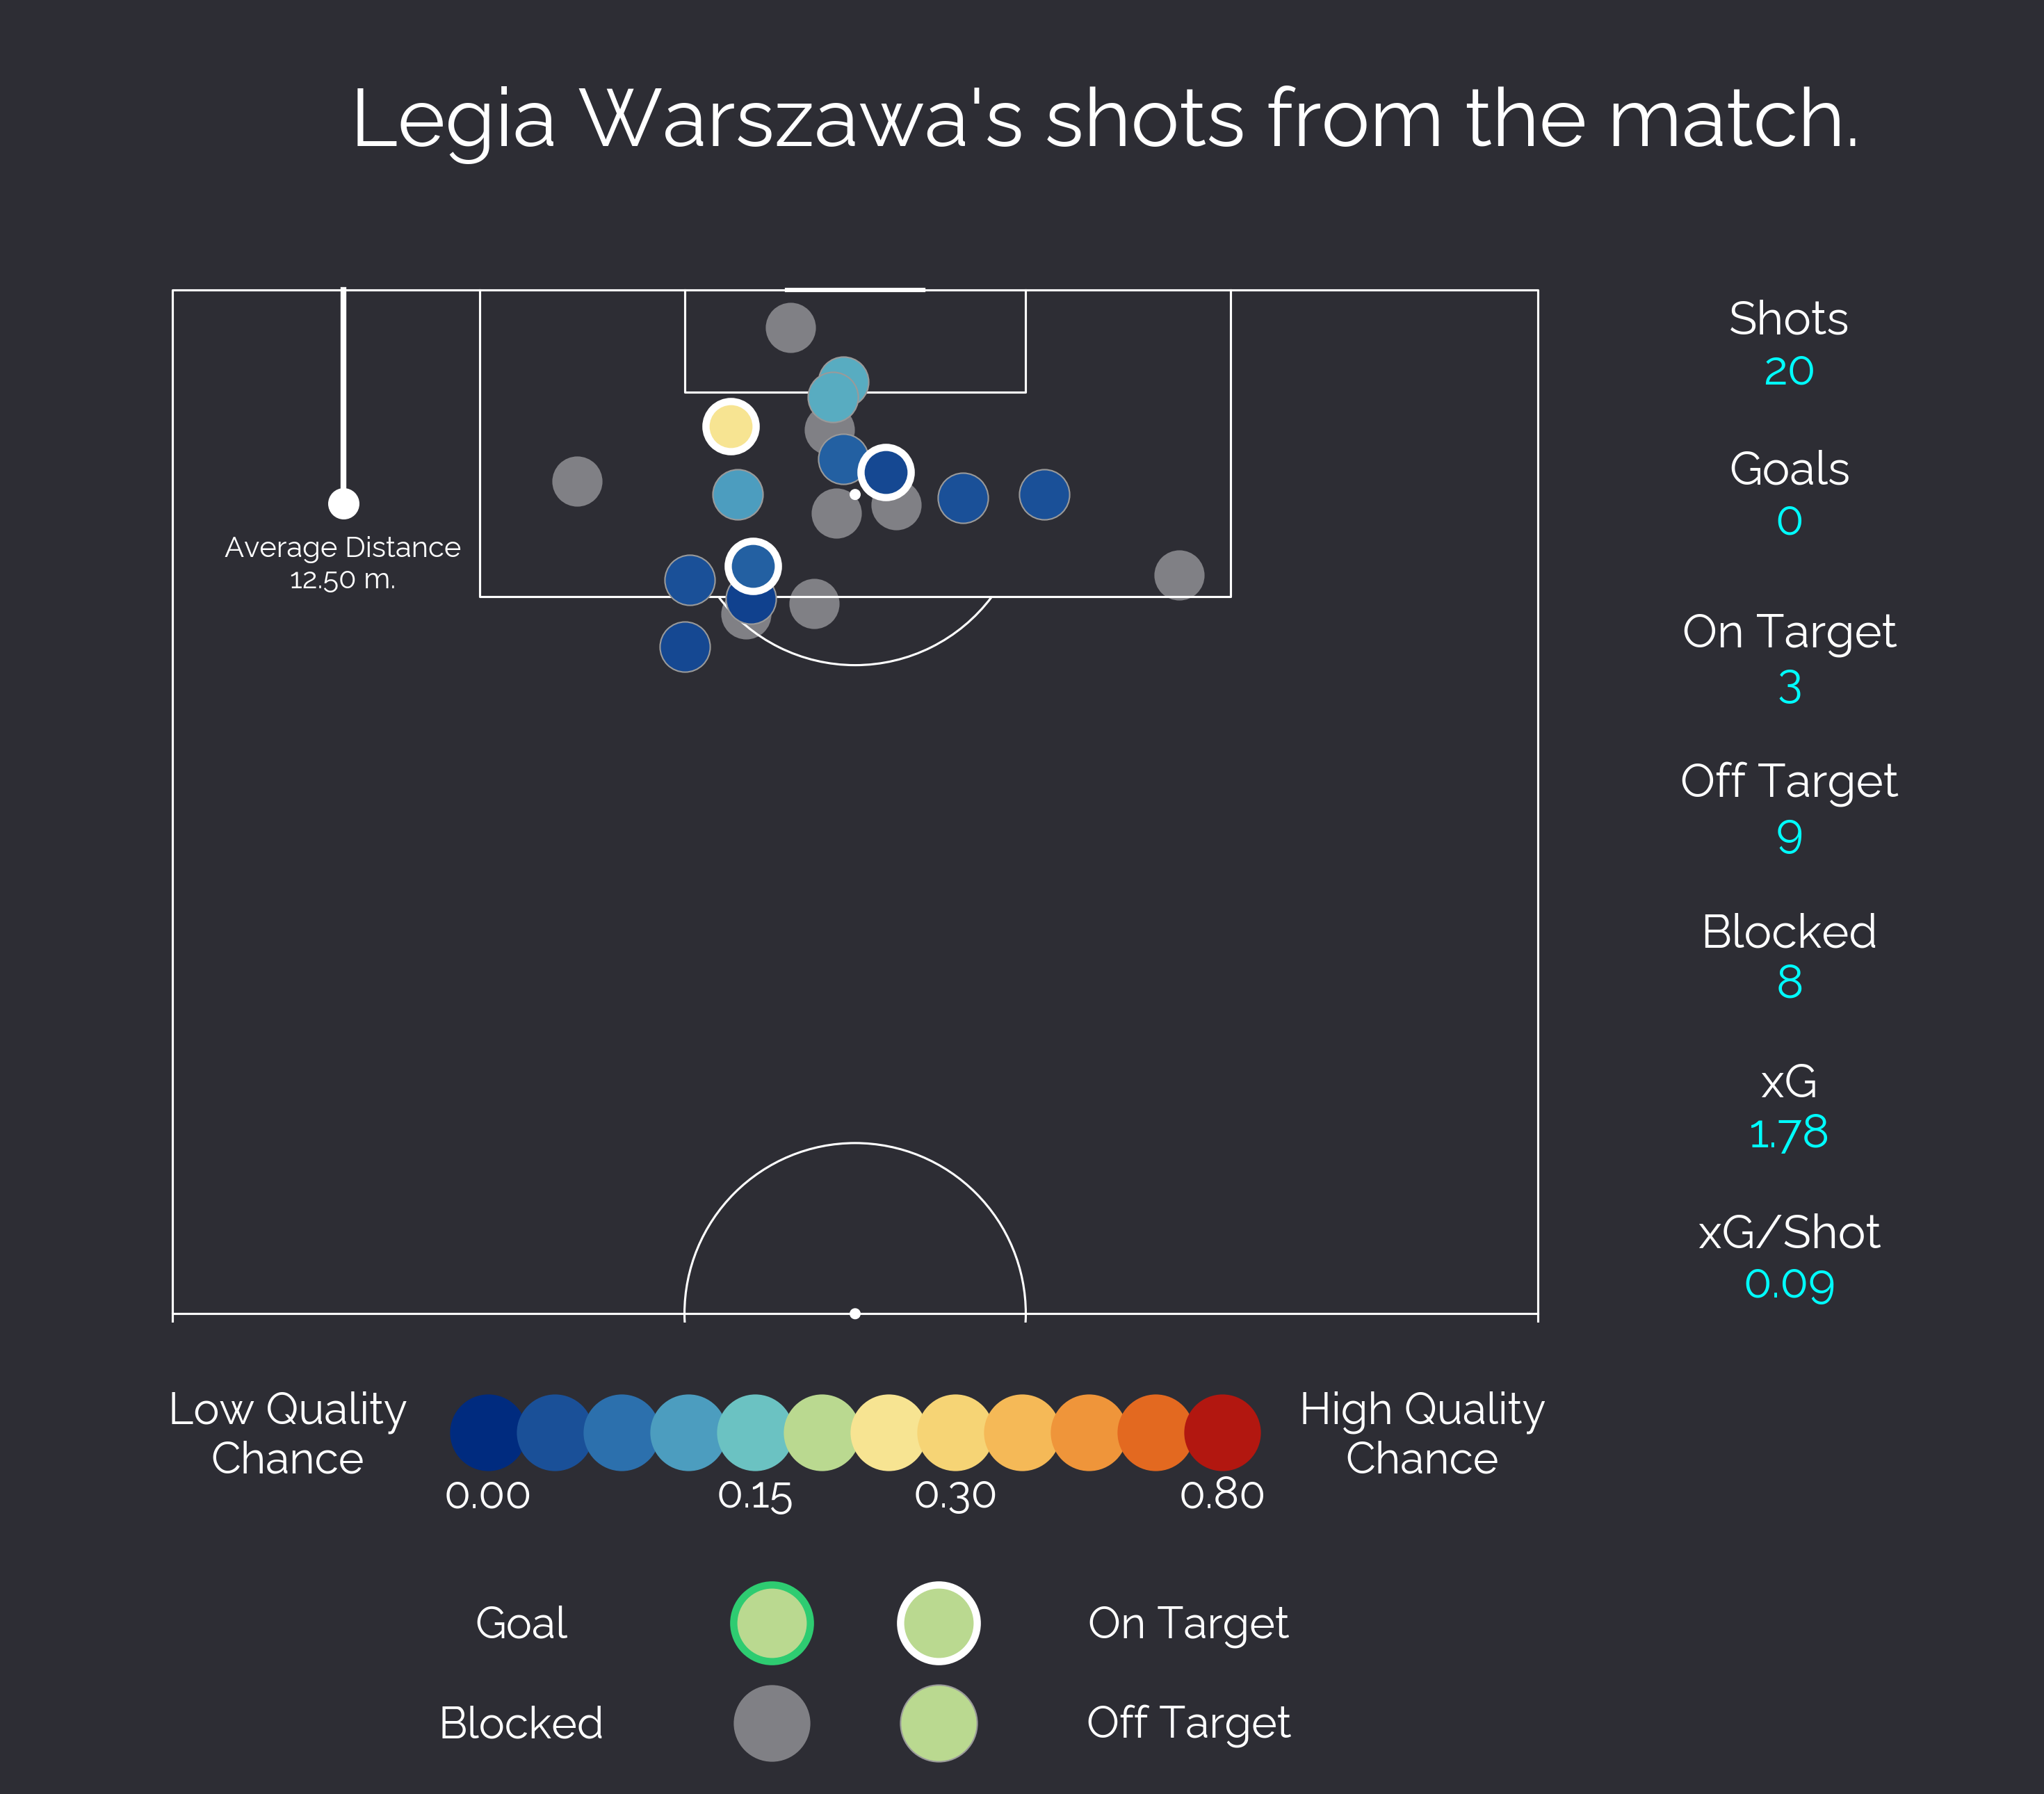 Legia Warszawa's shots from the match.
Average Distance
12.50 m.
Shots
20
Goals
0
On Target
3
Off Target
9
Blocked
8
xG
1.78
xG/Shot
0.09
Low Quality
Chance
0.00
0.15
0.30
0.80
High Quality
Chance
Goal
On Target
Blocked
Off Target